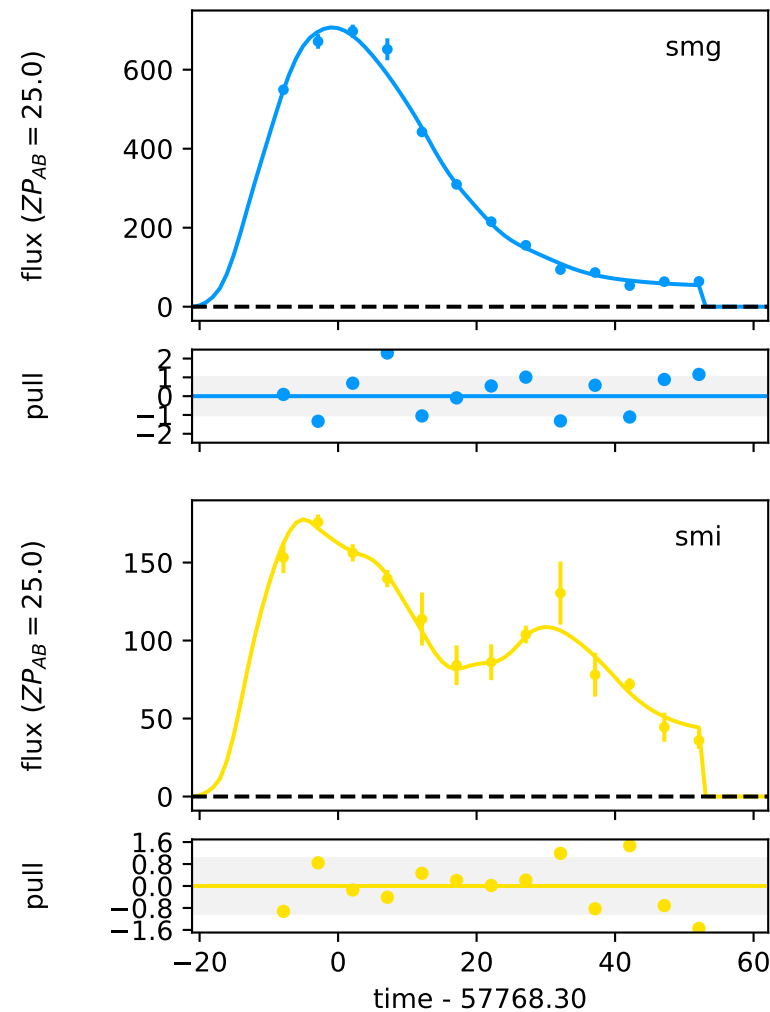 smg
flux (ZP_AB = 25.0)
600
400
200
0
pull
2
1
0
−1
−2
smi
flux (ZP_AB = 25.0)
150
100
50
0
pull
1.6
0.8
0.0
−0.8
−1.6
−20 0 20 40 60
time - 57768.30